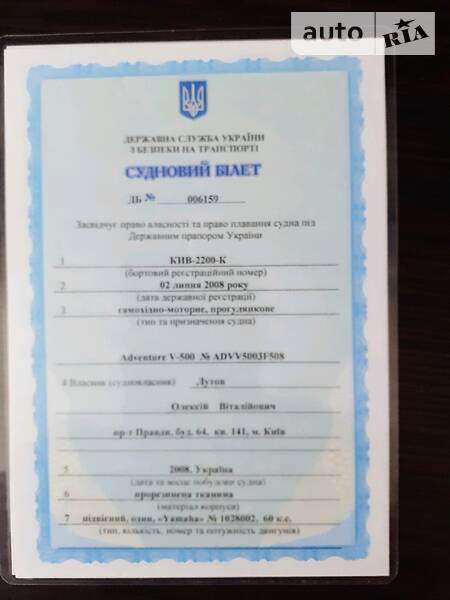 auto RIA
ДЕРЖАВНА СЛУЖБА УКРАЇНИ
З БЕЗПЕКИ НА ТРАНСПОРТІ
СУДНОВИЙ БІЛЕТ
ДБ № 006159
Засвідчує право власності та право плавання судна під
Державним прапором України
1 КИВ-2200-К
(бортовий реєстраційний номер)
2 02 липня 2008 року
(дата державної реєстрації)
3 самохідно-моторне, прогулянкове
(тип та призначення судна)
Adventure V-500 № ADVV5003F508
4 Власник (судновласник) Лутов
Олексій Віталійович
пр-т Правди, буд. 64, кв. 141, м. Київ
5 2008, Україна
(дата та місце побудови судна)
6 прорезинена тканина
(матеріал корпуса)
7 підвісний, один, «Yamaha» № 1028002, 60 к.с.
(тип, кількість, номер та потужність двигунів)